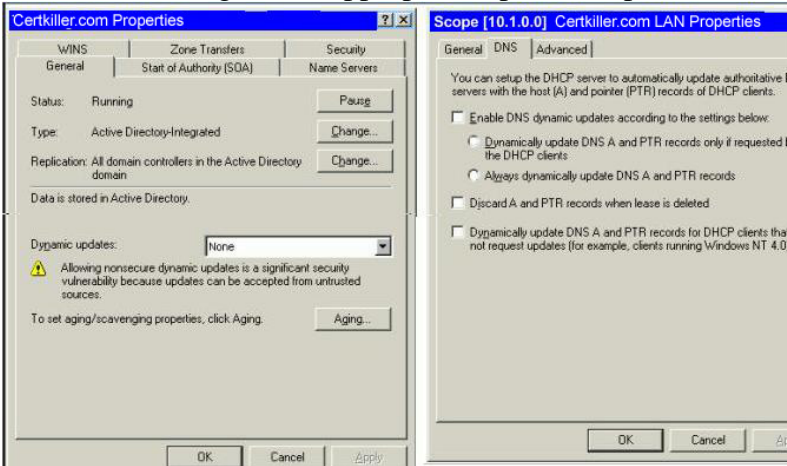 Certkiller.com Properties
WINS Zone Transfers Security
General Start of Authority (SOA) Name Servers
Status: Running Pause
Type: Active Directory-Integrated Change...
Replication: All domain controllers in the Active Directory domain Change...
Data is stored in Active Directory.
Dynamic updates: None
Allowing nonsecure dynamic updates is a significant security
vulnerability because updates can be accepted from untrusted
sources.
To set aging/scavenging properties, click Aging. Aging...
OK Cancel Apply
Scope [10.1.0.0] Certkiller.com LAN Properties
General DNS Advanced
You can setup the DHCP server to automatically update authoritative
servers with the host (A) and pointer (PTR) records of DHCP clients.
Enable DNS dynamic updates according to the settings below:
Dynamically update DNS A and PTR records only if requested
the DHCP clients
Always dynamically update DNS A and PTR records
Discard A and PTR records when lease is deleted
Dynamically update DNS A and PTR records for DHCP clients
not request updates (for example, clients running Windows NT 4.0
OK Cancel